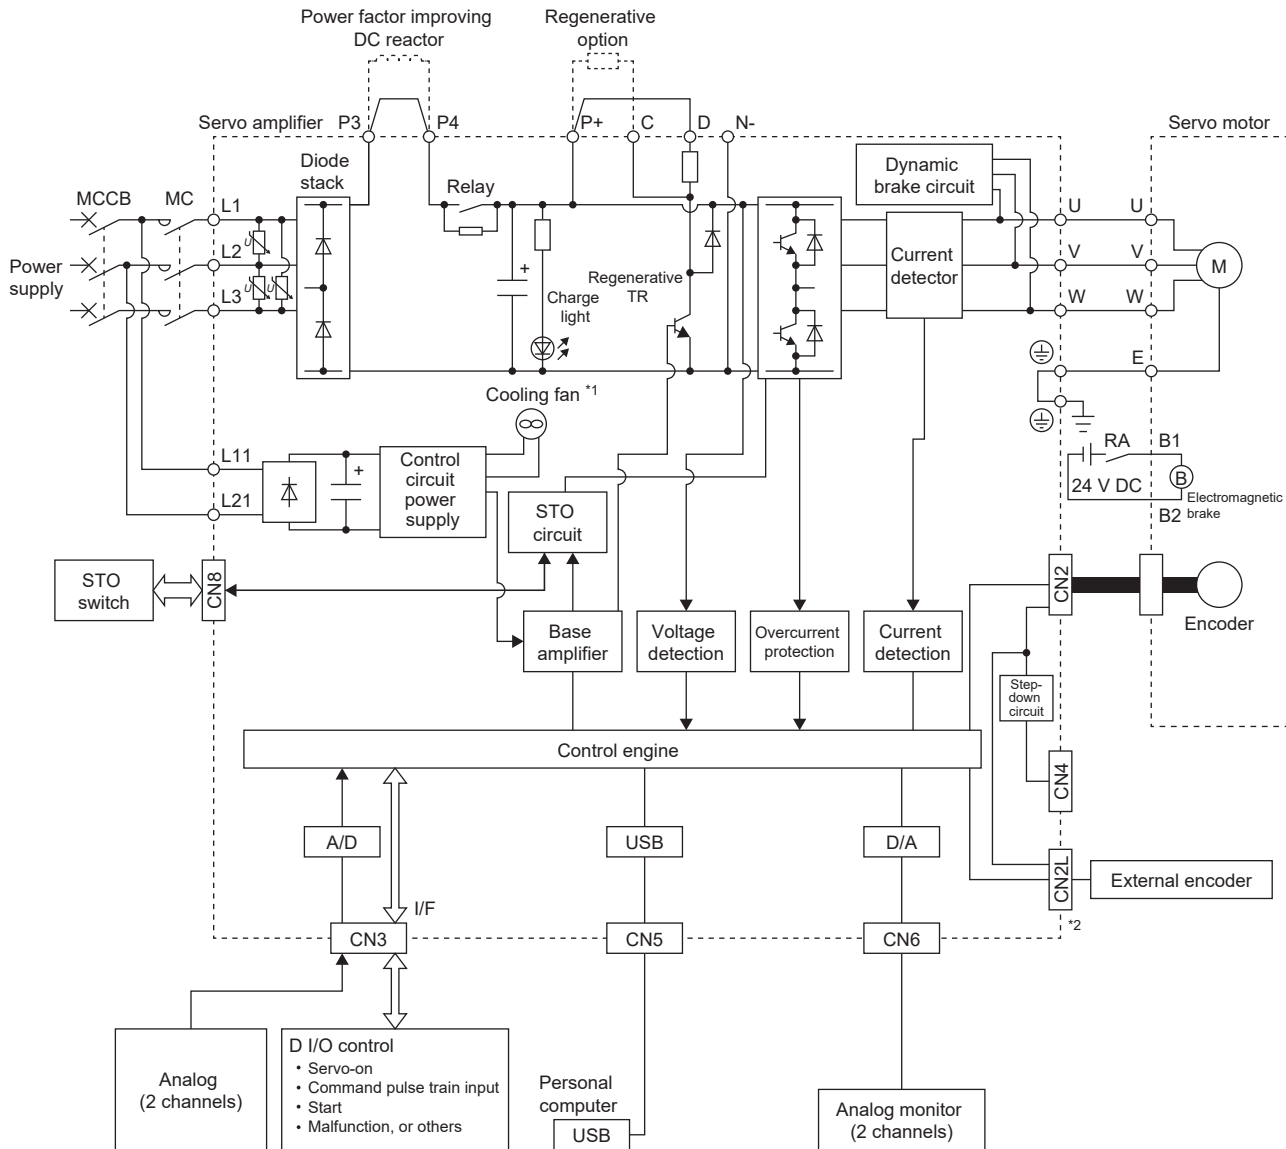 Power factor improving
DC reactor
Regenerative
option
Servo amplifier
P3
P4
P+
C
D
N-
Servo motor
Diode
stack
Dynamic
brake circuit
MCCB
MC
Relay
L1
U
U
U
L2
Power
supply
Current
detector
V
V
M
+
Regenerative
TR
U
U
L3
Charge
light
W
W
E
Cooling fan *1
RA
B1
L11
+
Control
circuit
power
supply
24 V DC
B
Electromagnetic
brake
L21
STO
circuit
B2
STO
switch
CN8
CN2
Encoder
Base
amplifier
Voltage
detection
Overcurrent
protection
Current
detection
Step-
down
circuit
Control engine
CN4
A/D
USB
D/A
CN2L
External encoder
I/F
*2
CN3
CN5
CN6
Analog
(2 channels)
D I/O control
• Servo-on
• Command pulse train input
• Start
• Malfunction, or others
Personal
computer
USB
Analog monitor
(2 channels)